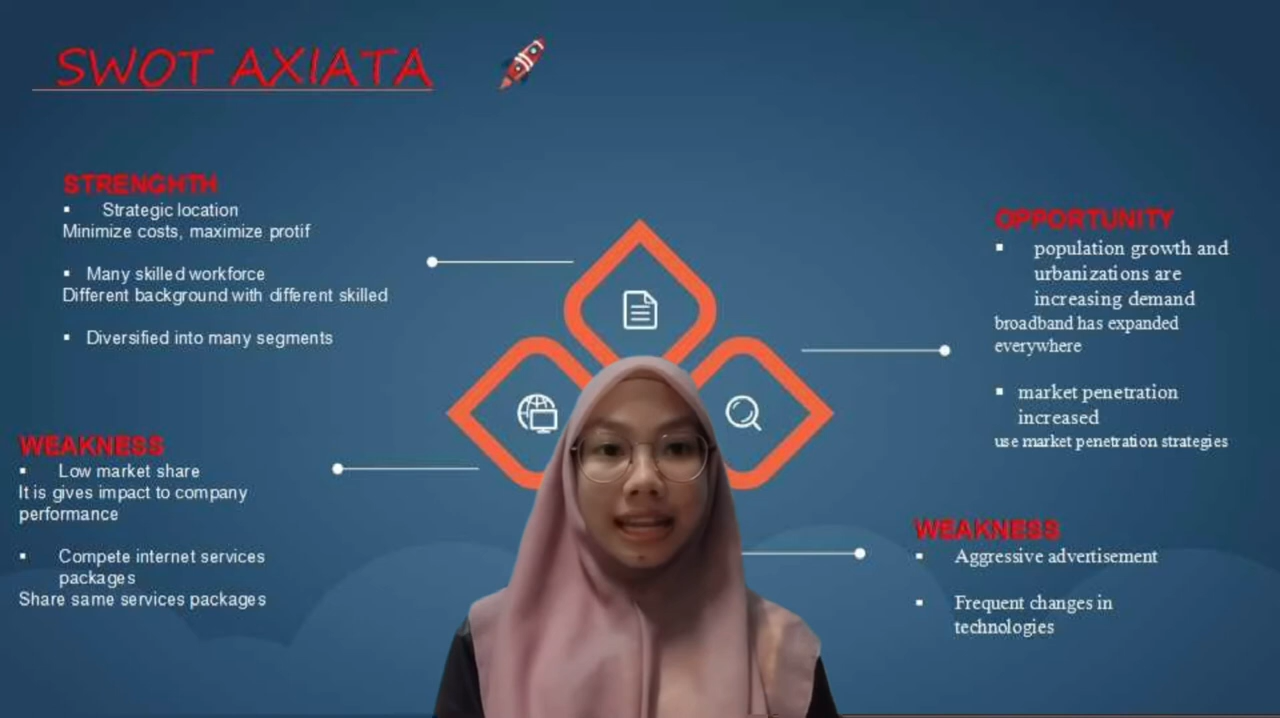 SWOT AXIATA
STRENGHTH
▪ Strategic location
Minimize costs, maximize protif
▪ Many skilled workforce
Different background with different skilled
▪ Diversified into many segments
WEAKNESS
▪ Low market share
It is gives impact to company
performance
▪ Compete internet services
packages
Share same services packages
OPPORTUNITY
▪ population growth and
urbanizations are
increasing demand
broadband has expanded
everywhere
▪ market penetration
increased
use market penetration strategies
WEAKNESS
▪ Aggressive advertisement
▪ Frequent changes in
technologies